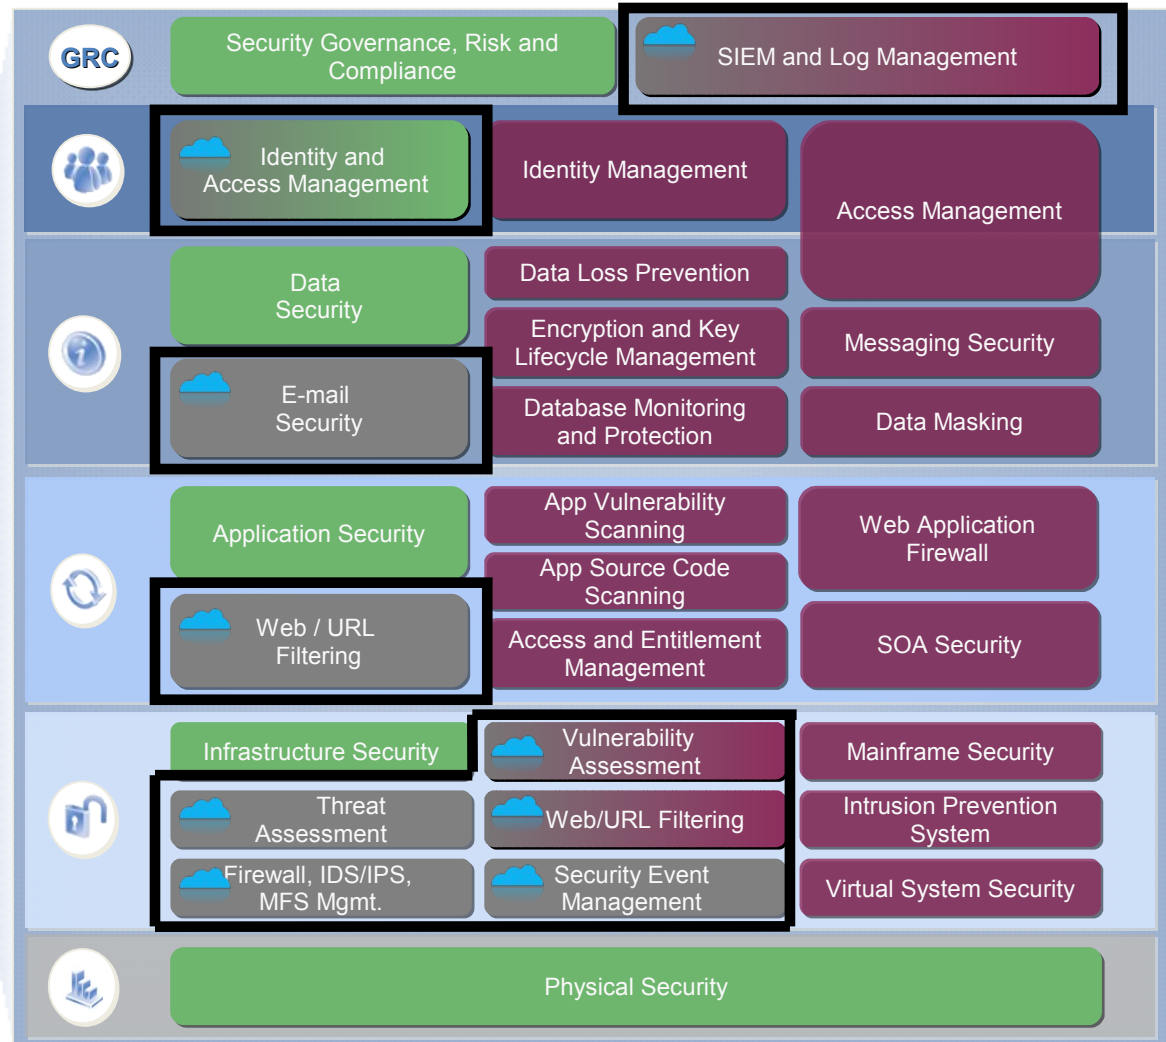 GRC
Security Governance, Risk and
Compliance
SIEM and Log Management
Identity and
Access Management
Identity Management
Access Management
Data
Security
Data Loss Prevention
Encryption and Key
Lifecycle Management
Messaging Security
E-mail
Security
Database Monitoring
and Protection
Data Masking
Application Security
App Vulnerability
Scanning
Web Application
Firewall
App Source Code
Scanning
Web / URL
Filtering
Access and Entitlement
Management
SOA Security
Infrastructure Security
Vulnerability
Assessment
Mainframe Security
Threat
Assessment
Web/URL Filtering
Intrusion Prevention
System
Firewall, IDS/IPS,
MFS Mgmt.
Security Event
Management
Virtual System Security
Physical Security